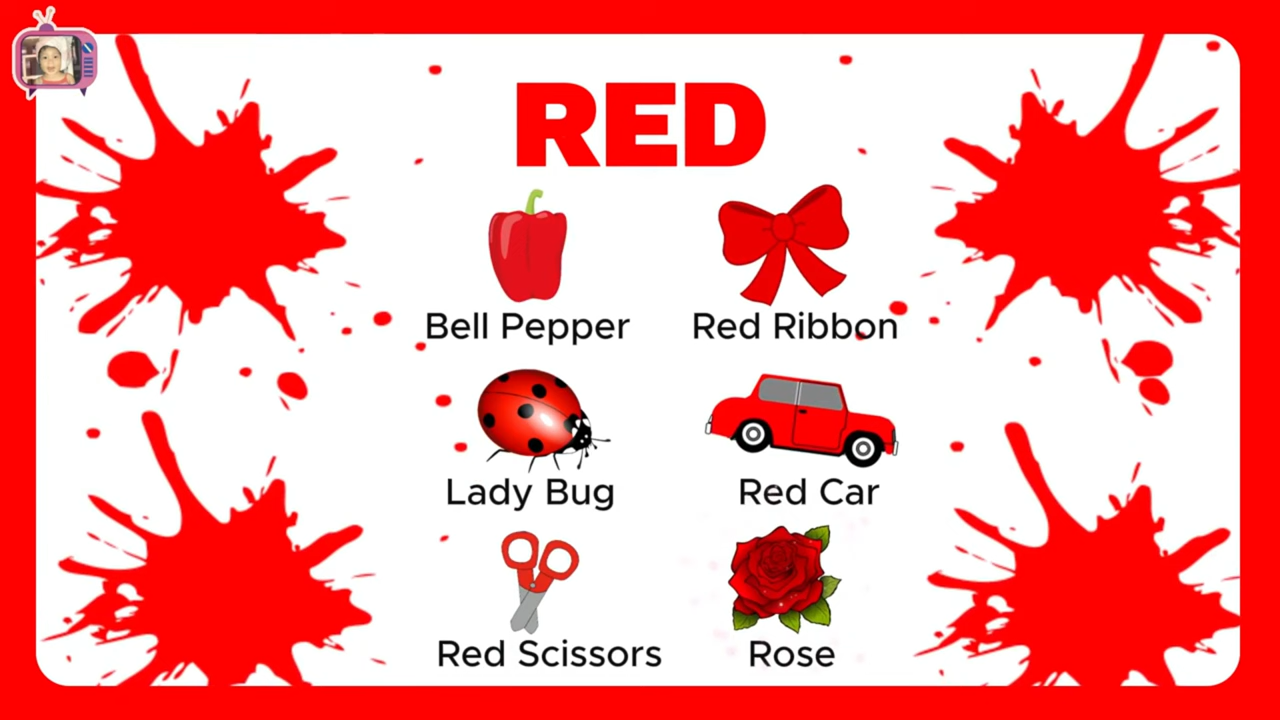 RED
Bell Pepper
Red Ribbon
Lady Bug
Red Car
Red Scissors
Rose